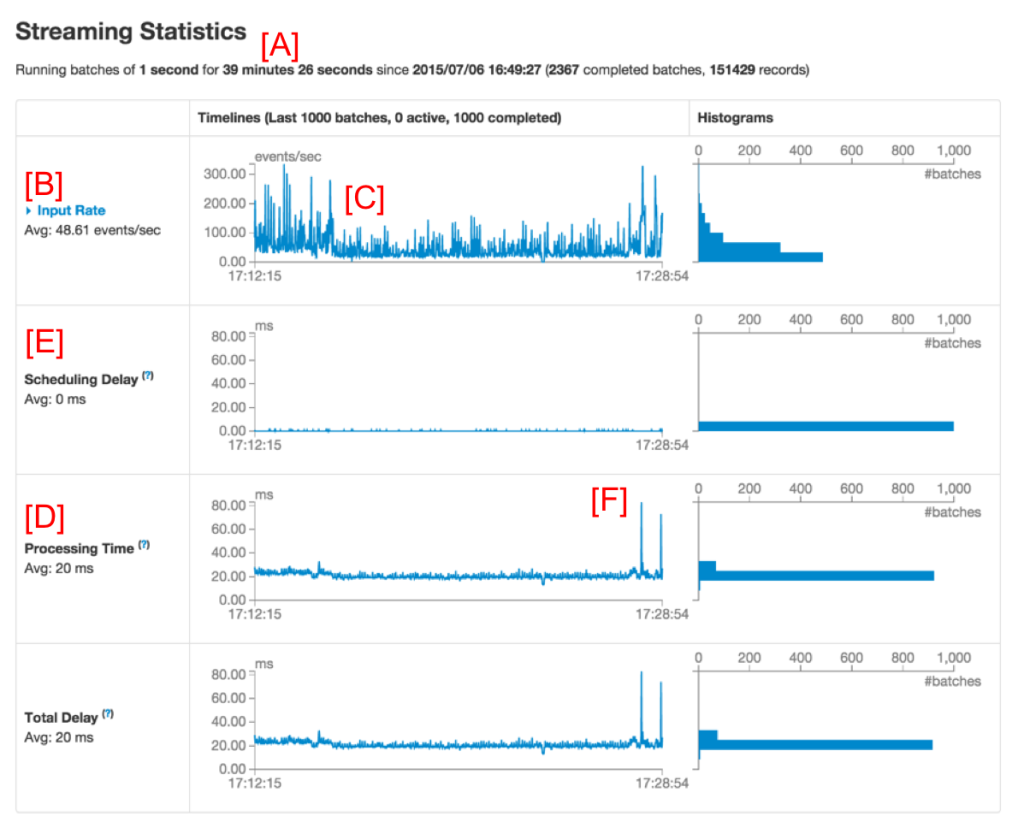 Streaming Statistics
[A]
Running batches of 1 second for 39 minutes 26 seconds since 2015/07/06 16:49:27 (2367 completed batches, 151429 records)
Timelines (Last 1000 batches, 0 active, 1000 completed)
Histograms
[B]
Input Rate
Avg: 48.61 events/sec
events/sec
[C]
300.00
200.00
100.00
0.00
17:12:15
17:28:54
0 200 400 600 800 1,000
#batches
[E]
Scheduling Delay (?)
Avg: 0 ms
ms
80.00
60.00
40.00
20.00
0.00
17:12:15
17:28:54
0 200 400 600 800 1,000
#batches
[D]
Processing Time (?)
Avg: 20 ms
ms
[F]
80.00
60.00
40.00
20.00
0.00
17:12:15
17:28:54
0 200 400 600 800 1,000
#batches
Total Delay (?)
Avg: 20 ms
ms
80.00
60.00
40.00
20.00
0.00
17:12:15
17:28:54
0 200 400 600 800 1,000
#batches